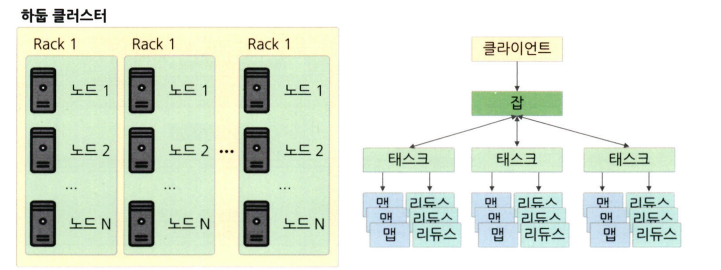 하둡 클러스터
Rack 1
노드 1
노드 2
...
노드 N
Rack 1
노드 1
노드 2
...
노드 N
...
Rack 1
노드 1
노드 2
...
노드 N
클라이언트
잡
태스크
태스크
태스크
맵 리듀스
맵 리듀스
맵 리듀스
맵 리듀스
맵 리듀스
맵 리듀스
맵 리듀스
맵 리듀스
맵 리듀스